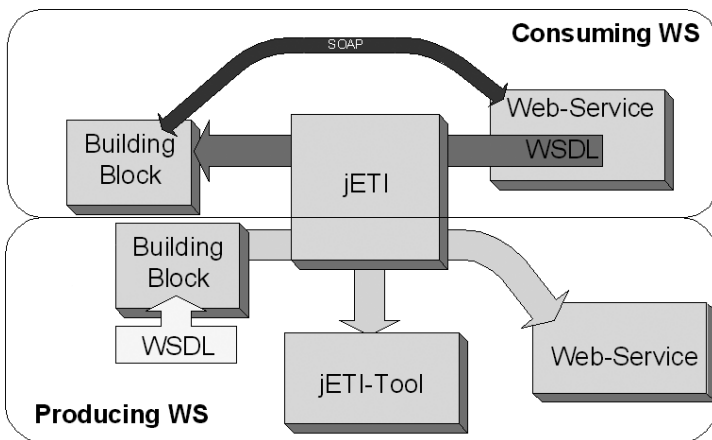 SOAP
Consuming WS
Web-Service
WSDL
Building
Block
jETI
Building
Block
WSDL
jETI-Tool
Web-Service
Producing WS